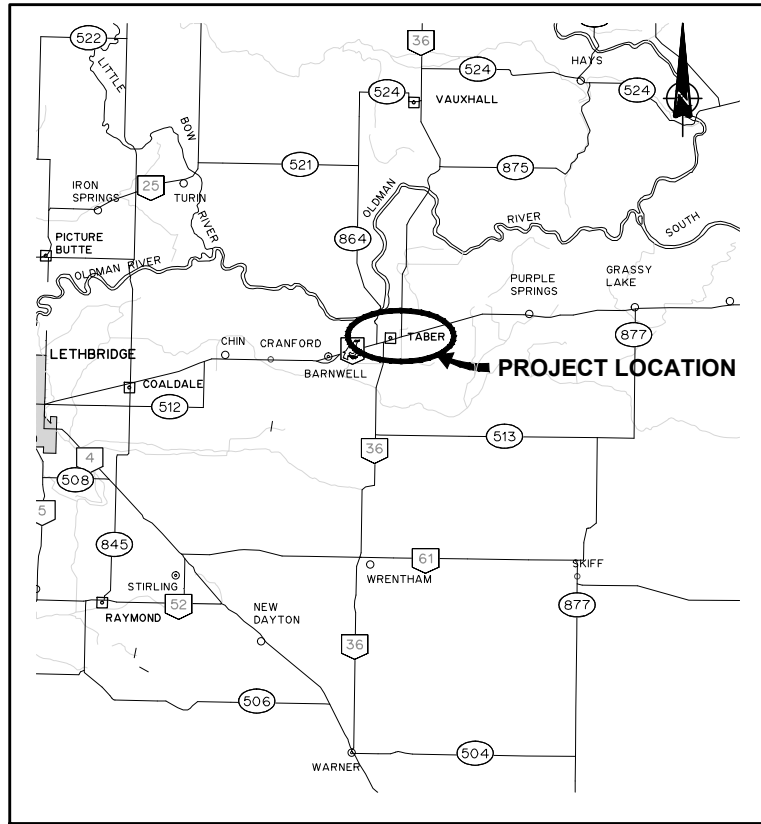 522
36
LITTLE
524
HAYS
524
524
N
VAUXHALL
BOW
521
875
IRON
SPRINGS
25
TURIN
OLDMAN
RIVER
RIVER
SOUTH
864
PICTURE
BUTTE
OLDMAN RIVER
PURPLE
SPRINGS
GRASSY
LAKE
877
TABER
LETHBRIDGE
CHIN
CRANFORD
BARNWELL
PROJECT LOCATION
COALDALE
512
513
36
4
508
5
845
61
WRENTHAM
SKIFF
STIRLING
52
RAYMOND
NEW
DAYTON
877
36
506
504
WARNER